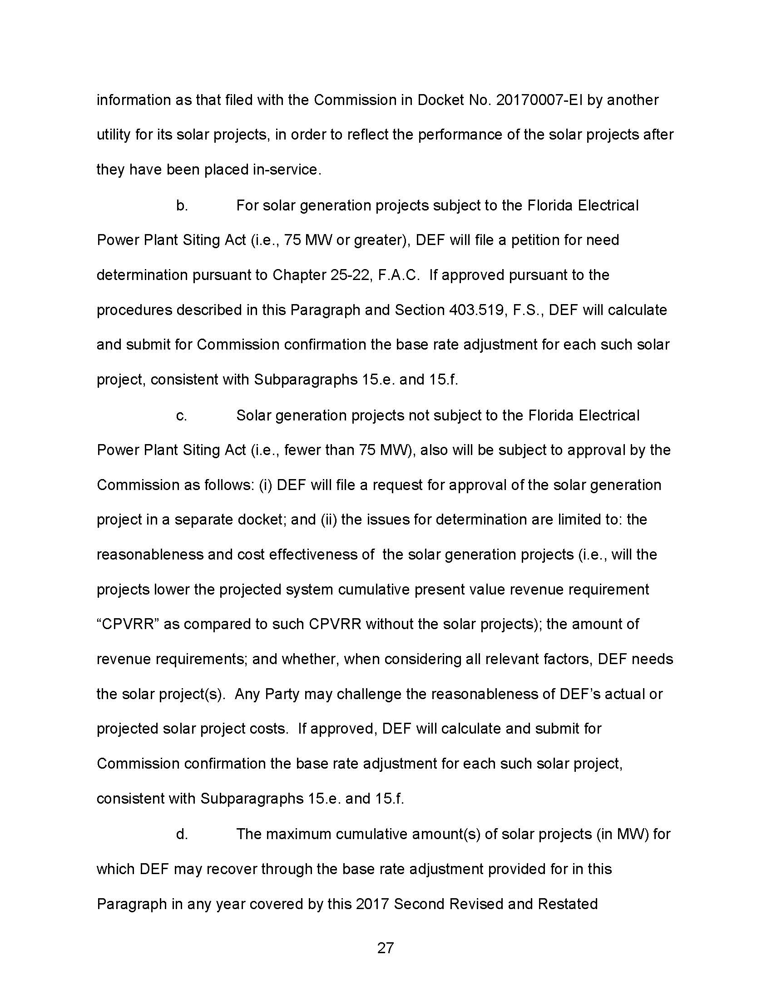 information as that filed with the Commission in Docket No. 20170007-EI by another
utility for its solar projects, in order to reflect the performance of the solar projects after
they have been placed in-service.
b. For solar generation projects subject to the Florida Electrical
Power Plant Siting Act (i.e., 75 MW or greater), DEF will file a petition for need
determination pursuant to Chapter 25-22, F.A.C.  If approved pursuant to the
procedures described in this Paragraph and Section 403.519, F.S., DEF will calculate
and submit for Commission confirmation the base rate adjustment for each such solar
project, consistent with Subparagraphs 15.e. and 15.f.
c. Solar generation projects not subject to the Florida Electrical
Power Plant Siting Act (i.e., fewer than 75 MW), also will be subject to approval by the
Commission as follows: (i) DEF will file a request for approval of the solar generation
project in a separate docket; and (ii) the issues for determination are limited to: the
reasonableness and cost effectiveness of  the solar generation projects (i.e., will the
projects lower the projected system cumulative present value revenue requirement
“CPVRR” as compared to such CPVRR without the solar projects); the amount of
revenue requirements; and whether, when considering all relevant factors, DEF needs
the solar project(s).  Any Party may challenge the reasonableness of DEF’s actual or
projected solar project costs.  If approved, DEF will calculate and submit for
Commission confirmation the base rate adjustment for each such solar project,
consistent with Subparagraphs 15.e. and 15.f.
d. The maximum cumulative amount(s) of solar projects (in MW) for
which DEF may recover through the base rate adjustment provided for in this
Paragraph in any year covered by this 2017 Second Revised and Restated
27